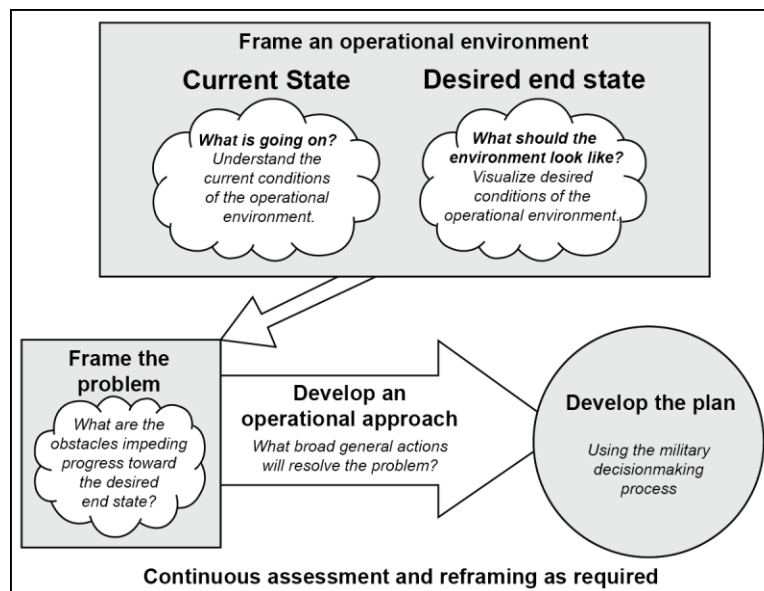 Frame an operational environment
Current State
What is going on?
Understand the
current conditions
of the operational
environment.
Desired end state
What should the
environment look like?
Visualize desired
conditions of the
operational environment.
Frame the
problem
What are the
obstacles impeding
progress toward
the desired
end state?
Develop an
operational approach
What broad general actions
will resolve the problem?
Develop the plan
Using the military
decisionmaking
process
Continuous assessment and reframing as required